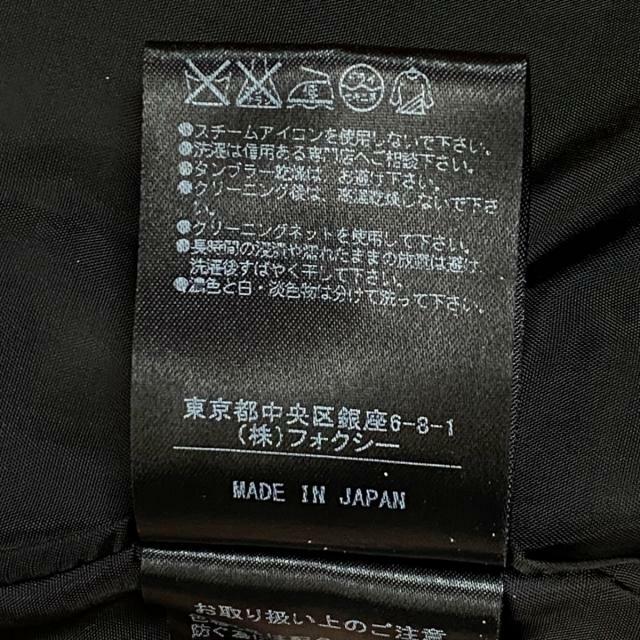 ●スチームアイロンを使用しないで下さい。
●洗濯は信用ある専門店へご相談下さい。
●タンブラー乾燥は お避け下さい。
●クリーニング後は 高温乾燥しないで下さ
い。
●クリーニングネットを使用して下さい。
●長時間の浸漬や濡れたままの放置は避け、
洗濯後すばやく干して下さい。
●濃色と白・淡色物は分けて洗って下さい。
東京都中央区銀座6-8-1
(株)フォクシー
MADE IN JAPAN
お取り扱い上のご注意